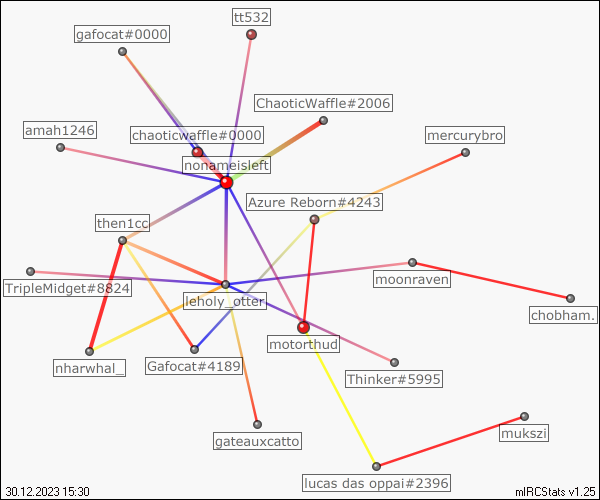 tt532
gafocat#0000
ChaoticWaffle#2006
amah1246
chaoticwaffle#0000
mercurybro
nonameisleft
Azure Reborn#4243
then1cc
moonraven
TripleMidget#8824
leholy_otter
chobham.
motorthud
nharwhal_
Gafocat#4189
Thinker#5995
gateauxcatto
mukszi
lucas das oppai#2396
30.12.2023 15:30
mIRCStats v1.25